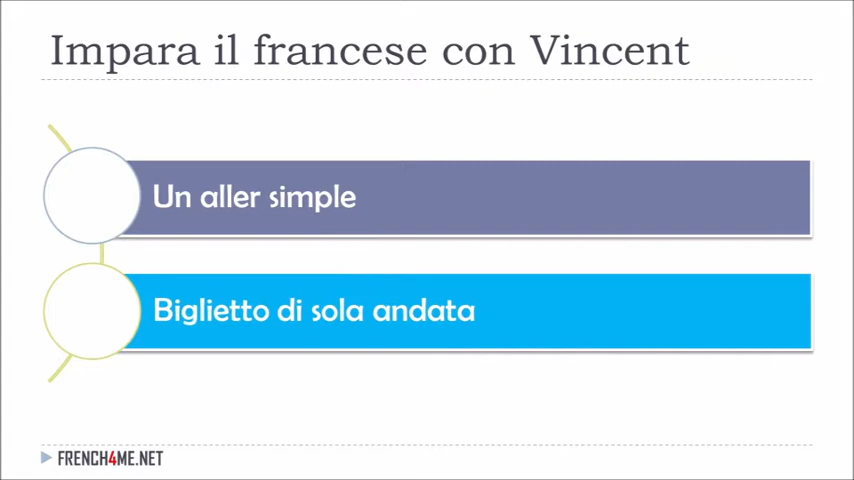 Impara il francese con Vincent
Un aller simple
Biglietto di sola andata
FRENCH4ME.NET